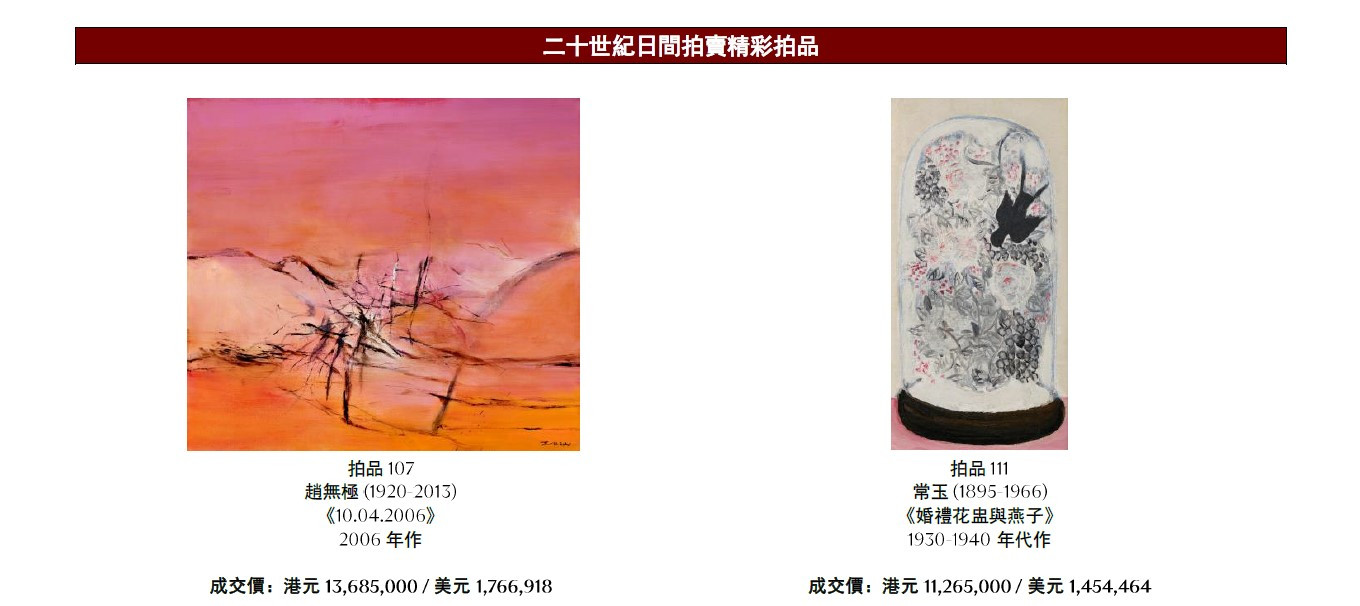 二十世紀日間拍賣精彩拍品
拍品 107
趙無極 (1920-2013)
《10.04.2006》
2006 年作
成交價：港元 13,685,000 / 美元 1,766,918
拍品 111
常玉 (1895-1966)
《婚禮花盅與燕子》
1930-1940 年代作
成交價：港元 11,265,000 / 美元 1,454,464